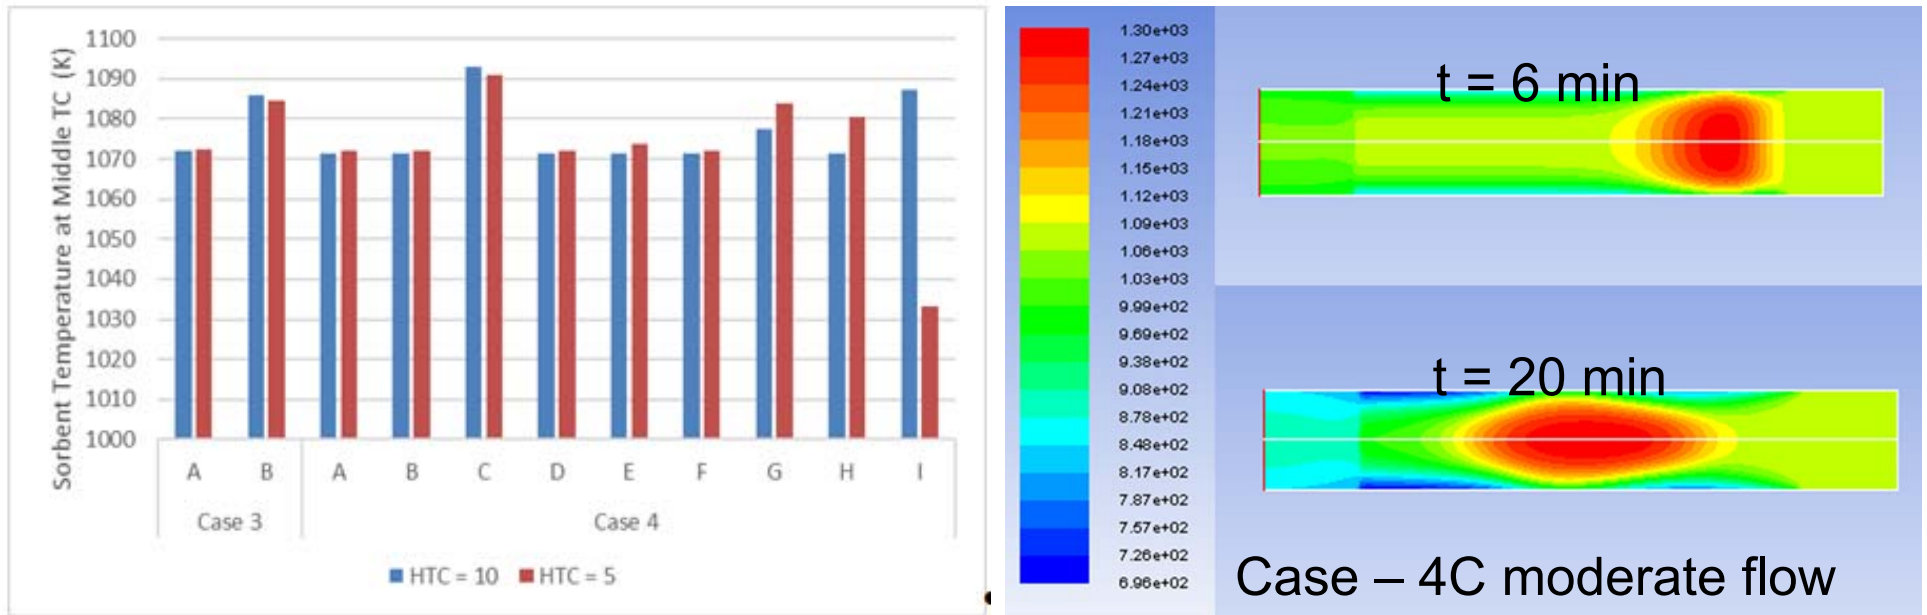 Sorbent Temperature at Middle TC (K)
1100
1090
1080
1070
1060
1050
1040
1030
1020
1010
1000
A B A B C D E F G H I
Case 3 Case 4
HTC = 10 HTC = 5
1.30e+03
1.27e+03
1.24e+03
1.21e+03
1.18e+03
1.15e+03
1.12e+03
1.09e+03
1.06e+03
1.03e+03
9.99e+02
9.69e+02
9.38e+02
9.08e+02
8.78e+02
8.48e+02
8.17e+02
7.87e+02
7.57e+02
7.26e+02
6.96e+02
t = 6 min
t = 20 min
Case – 4C moderate flow